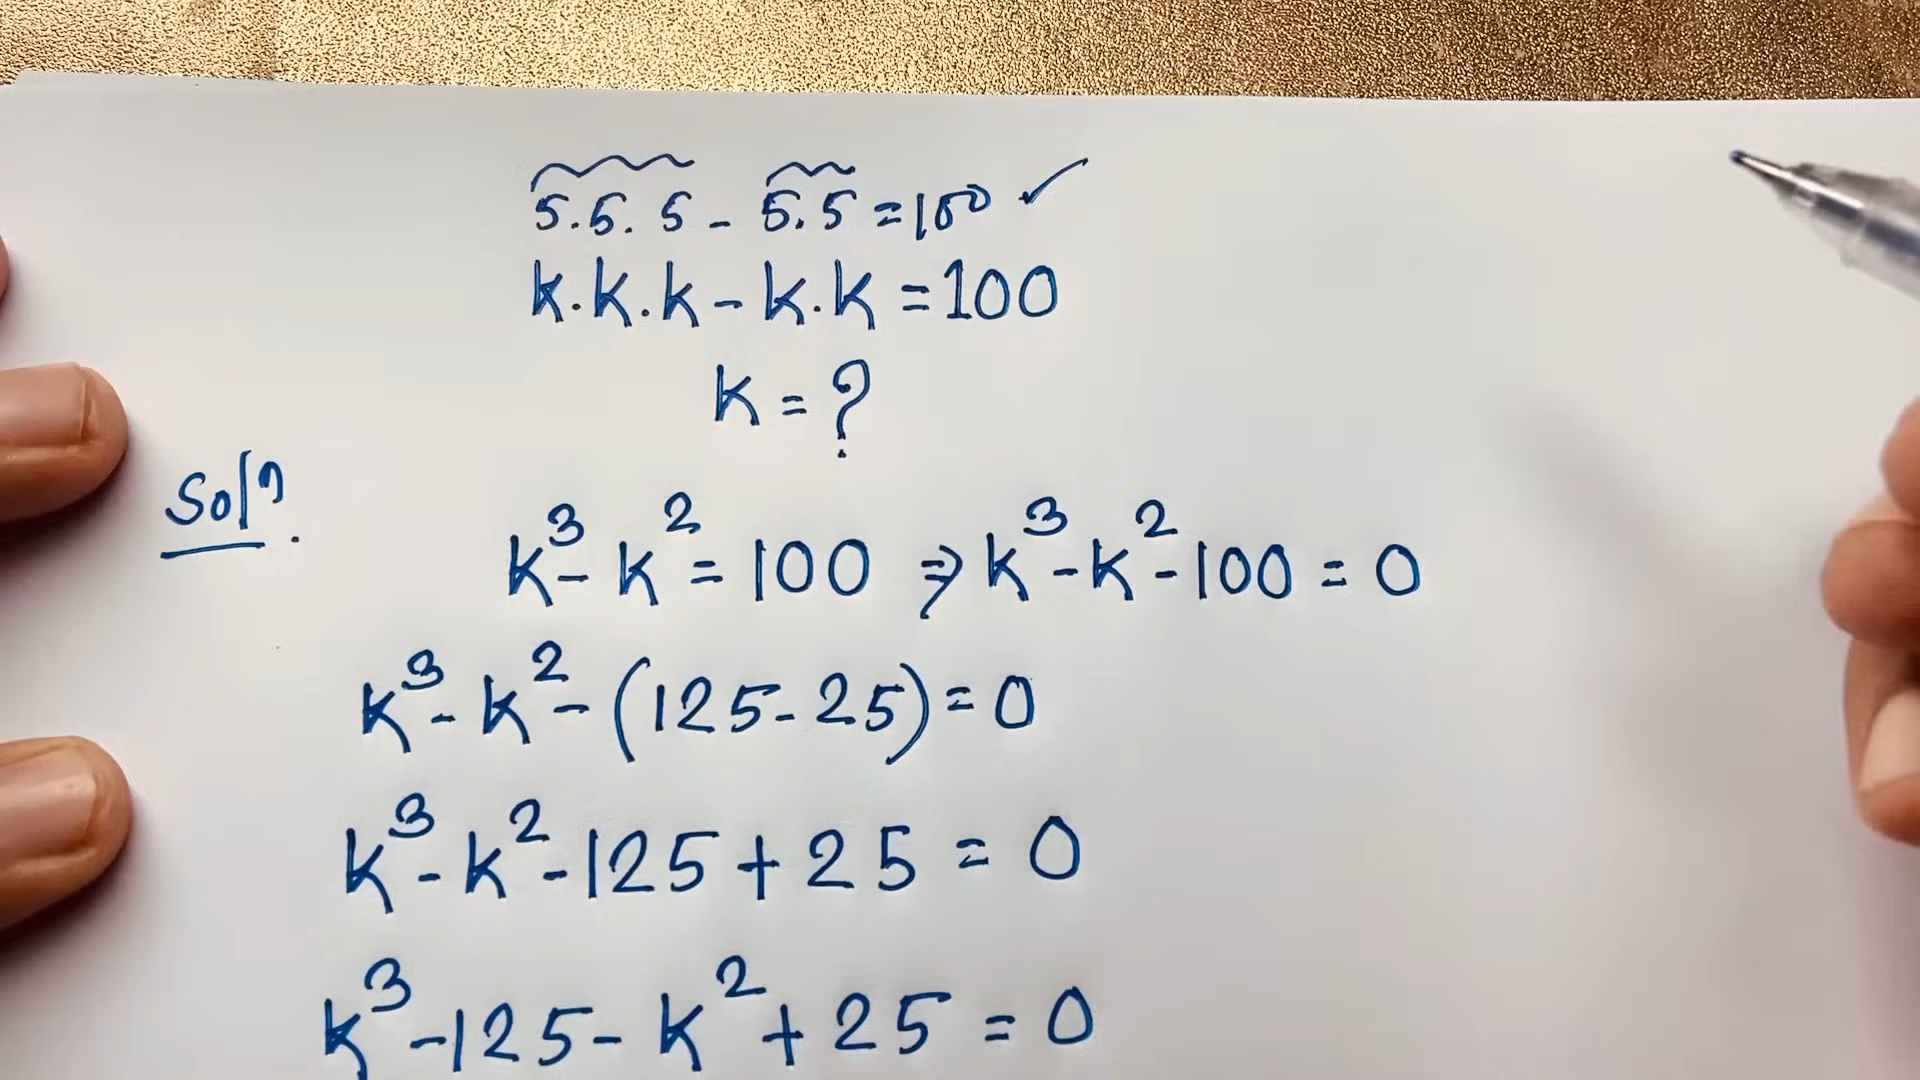 5.5.5 - 5.5 = 100 ✓
k.k.k - k.k = 100
k = ?
Soln.
k³ - k² = 100 ⇒ k³ - k² - 100 = 0
k³ - k² - (125 - 25) = 0
k³ - k² - 125 + 25 = 0
k³ - 125 - k² + 25 = 0